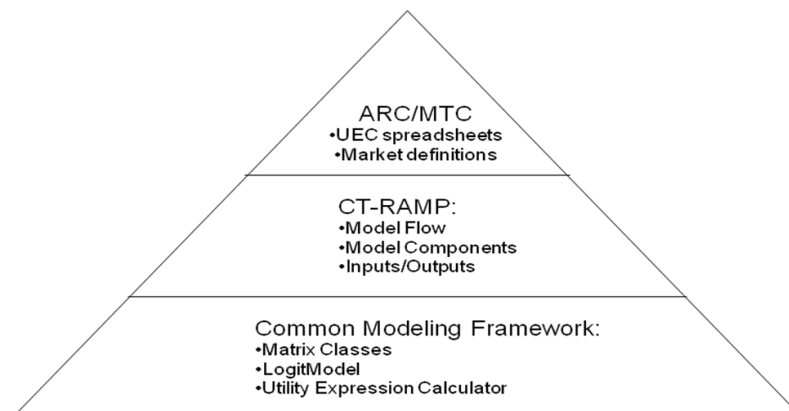 ARC/MTC
•UEC spreadsheets
•Market definitions
CT-RAMP:
•Model Flow
•Model Components
•Inputs/Outputs
Common Modeling Framework:
•Matrix Classes
•LogitModel
•Utility Expression Calculator